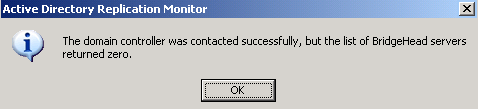 Active Directory Replication Monitor
The domain controller was contacted successfully, but the list of BridgeHead servers
returned zero.
OK